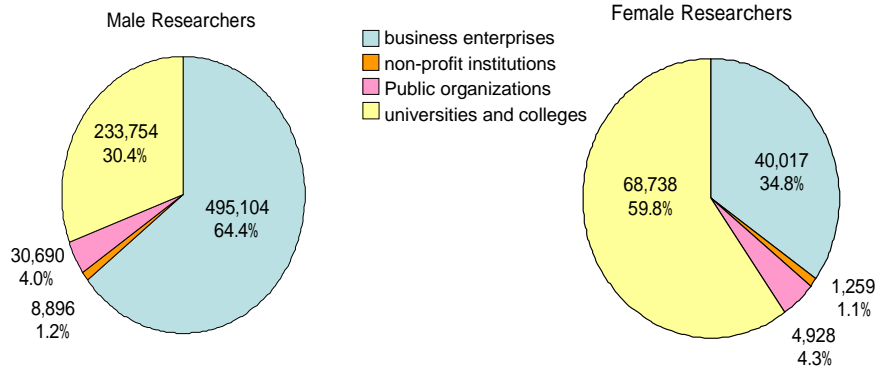 Male Researchers
233,754
30.4%
495,104
64.4%
30,690
4.0%
8,896
1.2%
business enterprises
non-profit institutions
Public organizations
universities and colleges
Female Researchers
40,017
34.8%
68,738
59.8%
1,259
1.1%
4,928
4.3%